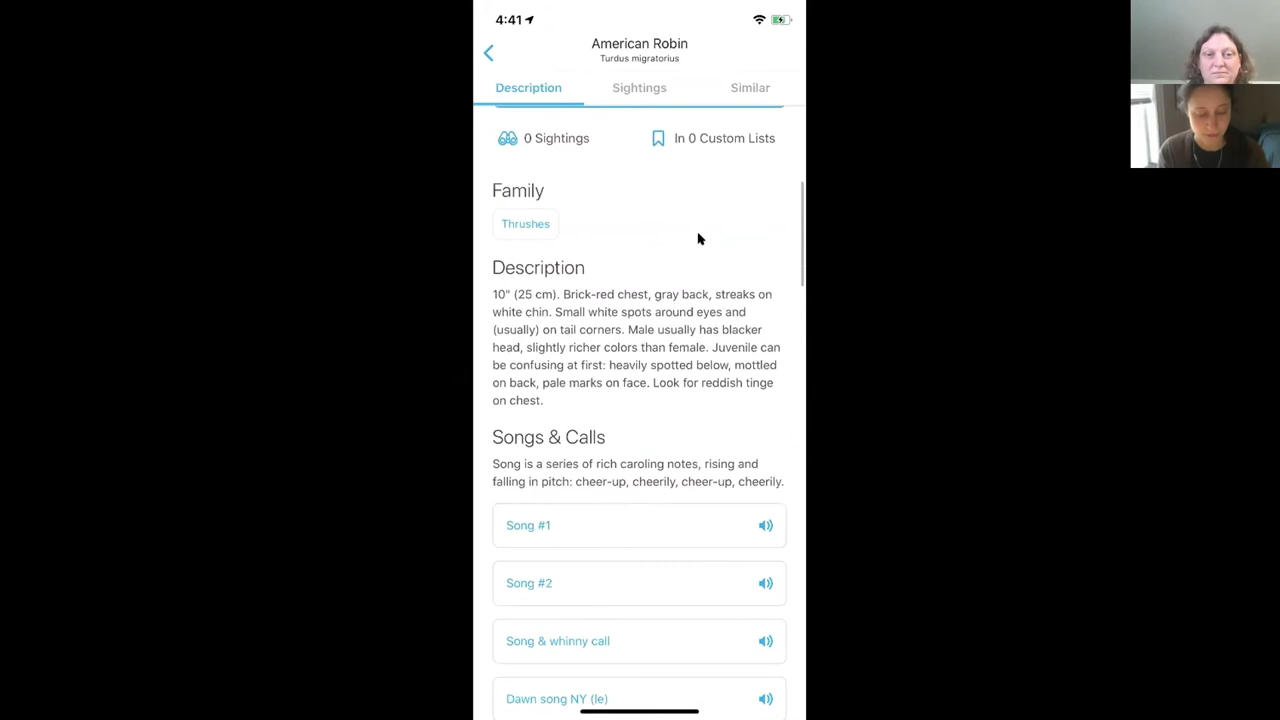 4:41
American Robin
Turdus migratorius
Description
Sightings
Similar
0 Sightings
In 0 Custom Lists
Family
Thrushes
Description
10" (25 cm). Brick-red chest, gray back, streaks on
white chin. Small white spots around eyes and
(usually) on tail corners. Male usually has blacker
head, slightly richer colors than female. Juvenile can
be confusing at first: heavily spotted below, mottled
on back, pale marks on face. Look for reddish tinge
on chest.
Songs & Calls
Song is a series of rich caroling notes, rising and
falling in pitch: cheer-up, cheerily, cheer-up, cheerily.
Song #1
Song #2
Song & whinny call
Dawn song NY (le)